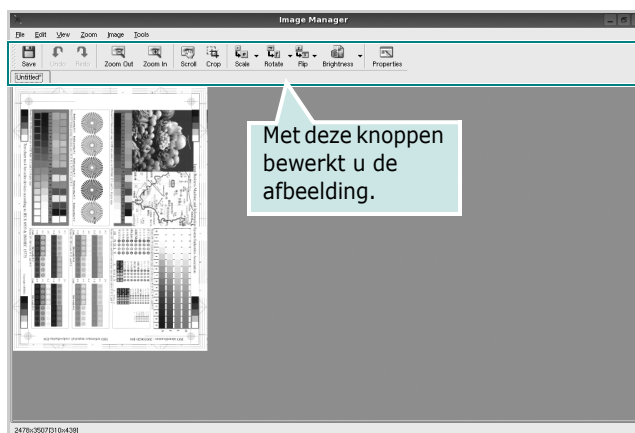 Image Manager
File Edit View Zoom Image Tools
Save Undo Redo Zoom Out Zoom In Scroll Crop Scale Rotate Flip Brightness Properties
[Untitled*]
Met deze knoppen
bewerkt u de
afbeelding.
2478x3507[310x439]